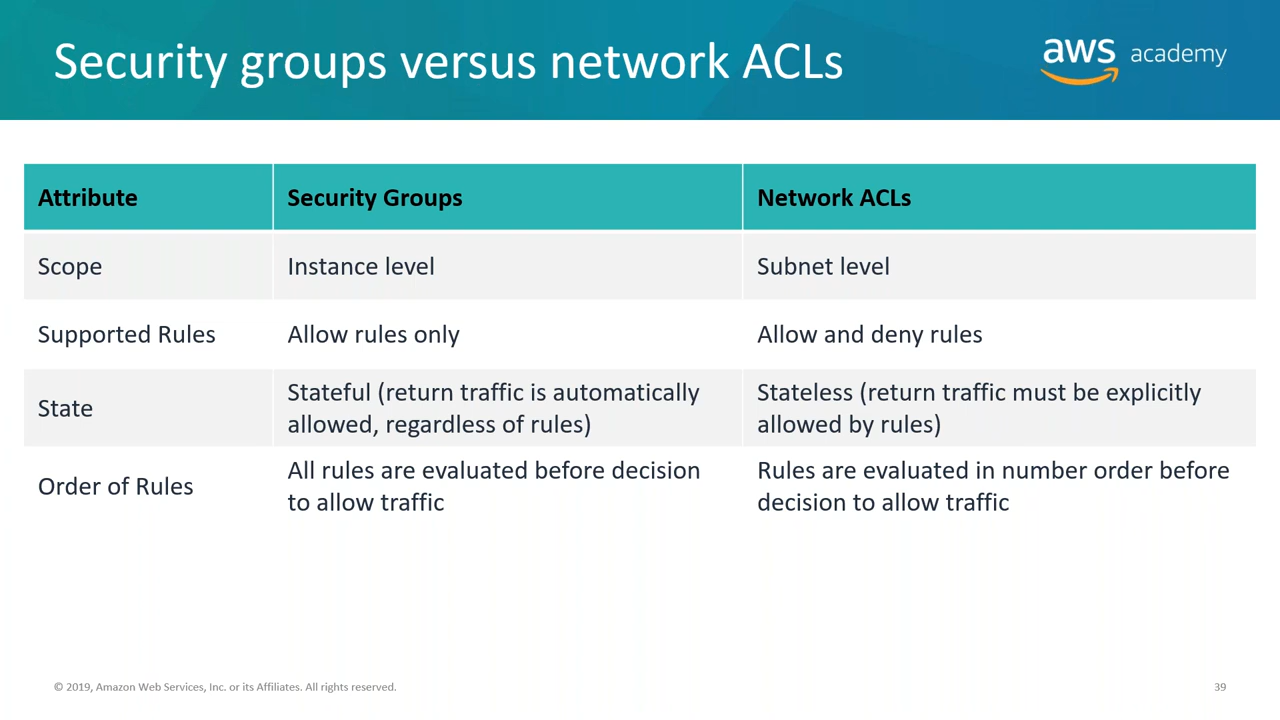 Security groups versus network ACLs
aws academy
Attribute
Security Groups
Network ACLs
Scope
Instance level
Subnet level
Supported Rules
Allow rules only
Allow and deny rules
State
Stateful (return traffic is automatically
allowed, regardless of rules)
Stateless (return traffic must be explicitly
allowed by rules)
Order of Rules
All rules are evaluated before decision
to allow traffic
Rules are evaluated in number order before
decision to allow traffic
© 2019, Amazon Web Services, Inc. or its Affiliates. All rights reserved.
39